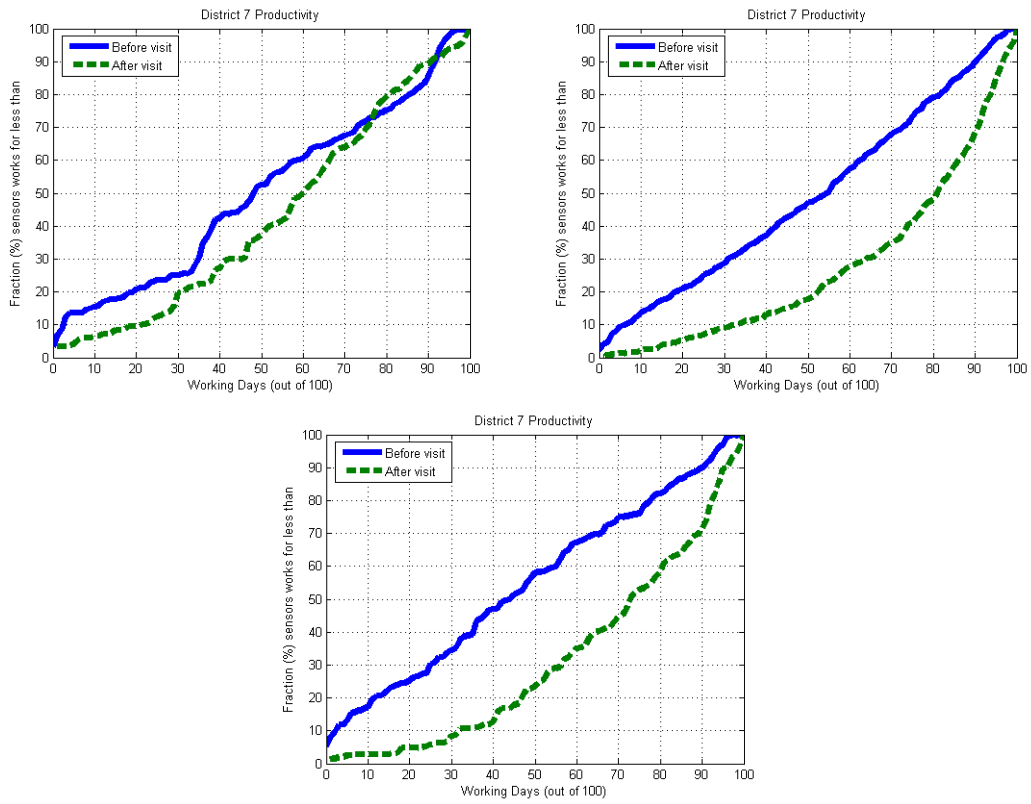 District 7 Productivity
Before visit
After visit
Fraction (%) sensors works for less than
100
90
80
70
60
50
40
30
20
10
0
0 10 20 30 40 50 60 70 80 90 100
Working Days (out of 100)
District 7 Productivity
Before visit
After visit
Fraction (%) sensors works for less than
100
90
80
70
60
50
40
30
20
10
0
0 10 20 30 40 50 60 70 80 90 100
Working Days (out of 100)
District 7 Productivity
Before visit
After visit
Fraction (%) sensors works for less than
100
90
80
70
60
50
40
30
20
10
0
0 10 20 30 40 50 60 70 80 90 100
Working Days (out of 100)